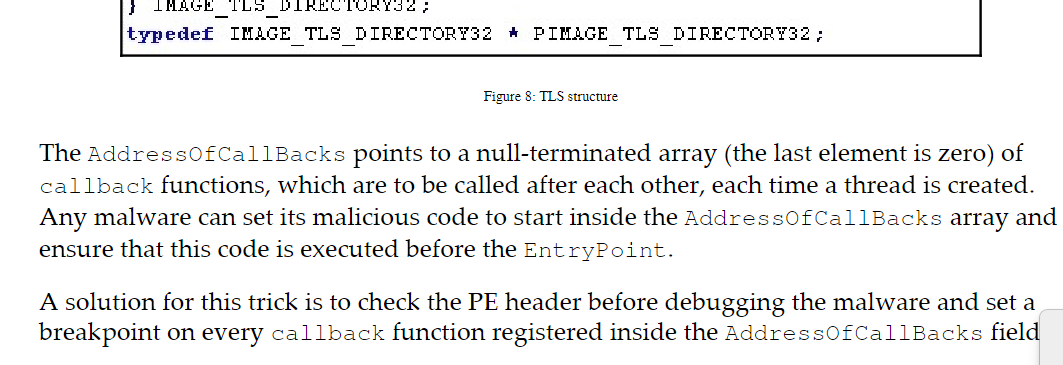 } IMAGE_TLS_DIRECTORY32;
typedef IMAGE_TLS_DIRECTORY32 * PIMAGE_TLS_DIRECTORY32;
Figure 8: TLS structure
The AddressOfCallBacks points to a null-terminated array (the last element is zero) of
callback functions, which are to be called after each other, each time a thread is created.
Any malware can set its malicious code to start inside the AddressOfCallBacks array and
ensure that this code is executed before the EntryPoint.
A solution for this trick is to check the PE header before debugging the malware and set a
breakpoint on every callback function registered inside the AddressOfCallBacks field